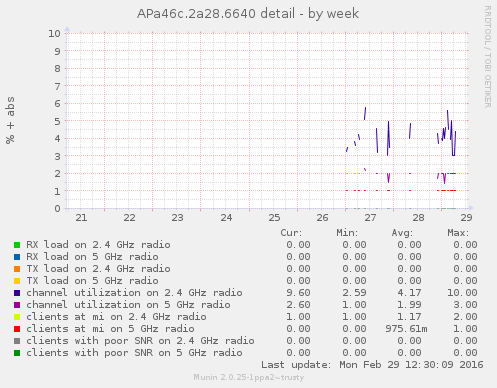 APa46c.2a28.6640 detail - by week
RRDTOOL / TOBI OETIKER
% + abs
10
9
8
7
6
5
4
3
2
1
0
21 22 23 24 25 26 27 28 29
Cur: Min: Avg: Max:
RX load on 2.4 GHz radio 0.00 0.00 0.00 0.00
RX load on 5 GHz radio 0.00 0.00 0.00 0.00
TX load on 2.4 GHz radio 0.00 0.00 0.00 0.00
TX load on 5 GHz radio 0.00 0.00 0.00 0.00
channel utilization on 2.4 GHz radio 9.60 2.59 4.17 10.00
channel utilization on 5 GHz radio 2.60 1.00 1.99 3.00
clients at mi on 2.4 GHz radio 1.00 1.00 1.17 2.00
clients at mi on 5 GHz radio 0.00 0.00 975.61m 1.00
clients with poor SNR on 2.4 GHz radio 0.00 0.00 0.00 0.00
clients with poor SNR on 5 GHz radio 0.00 0.00 0.00 0.00
Last update: Mon Feb 29 12:30:09 2016
Munin 2.0.25-1ppa2~trusty